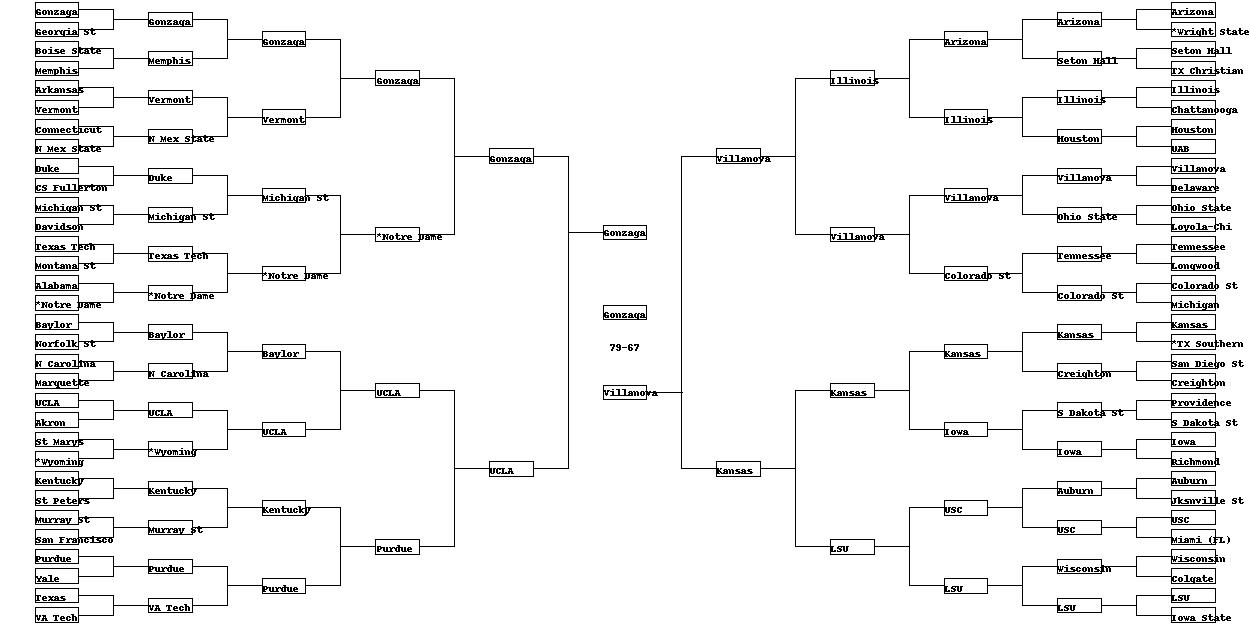 Gonzaga
Georgia St
Boise State
Memphis
Arkansas
Vermont
Connecticut
N Mex State
Duke
CS Fullerton
Michigan St
Davidson
Texas Tech
Montana St
Alabama
*Notre Dame
Baylor
Norfolk St
N Carolina
Marquette
UCLA
Akron
St Marys
*Wyoming
Kentucky
St Peters
Murray St
San Francisco
Purdue
Yale
Texas
VA Tech
Gonzaga
Memphis
Vermont
N Mex State
Duke
Michigan St
Texas Tech
*Notre Dame
Baylor
N Carolina
UCLA
*Wyoming
Kentucky
Murray St
Purdue
VA Tech
Gonzaga
Vermont
Michigan St
*Notre Dame
Baylor
UCLA
Kentucky
Purdue
Gonzaga
*Notre Dame
UCLA
Purdue
Gonzaga
UCLA
Gonzaga
Gonzaga
79-67
Villanova
Villanova
Kansas
Illinois
Villanova
Kansas
LSU
Arizona
Illinois
Villanova
Colorado St
Kansas
Iowa
USC
LSU
Arizona
Seton Hall
Illinois
Houston
Villanova
Ohio State
Tennessee
Colorado St
Kansas
Creighton
S Dakota St
Iowa
Auburn
USC
Wisconsin
LSU
Arizona
*Wright State
Seton Hall
TX Christian
Illinois
Chattanooga
Houston
UAB
Villanova
Delaware
Ohio State
Loyola-Chi
Tennessee
Longwood
Colorado St
Michigan
Kansas
*TX Southern
San Diego St
Creighton
Providence
S Dakota St
Iowa
Richmond
Auburn
Jksnville St
USC
Miami (FL)
Wisconsin
Colgate
LSU
Iowa State